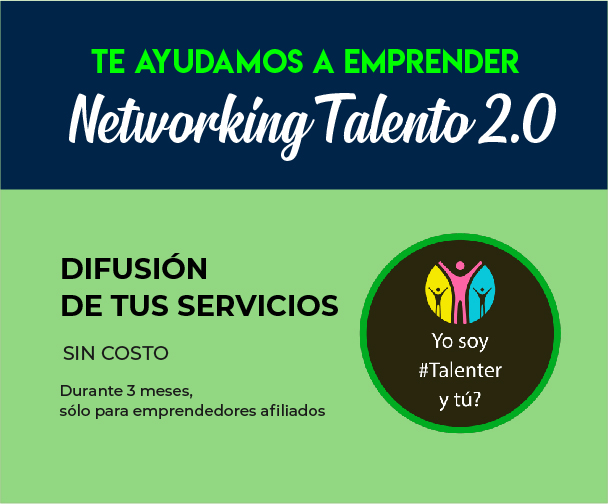 TE AYUDAMOS A EMPRENDER
Networking Talento 2.0
DIFUSIÓN
DE TUS SERVICIOS
SIN COSTO
Durante 3 meses,
sólo para emprendedores afiliados
Yo soy
#Talenter
y tú?